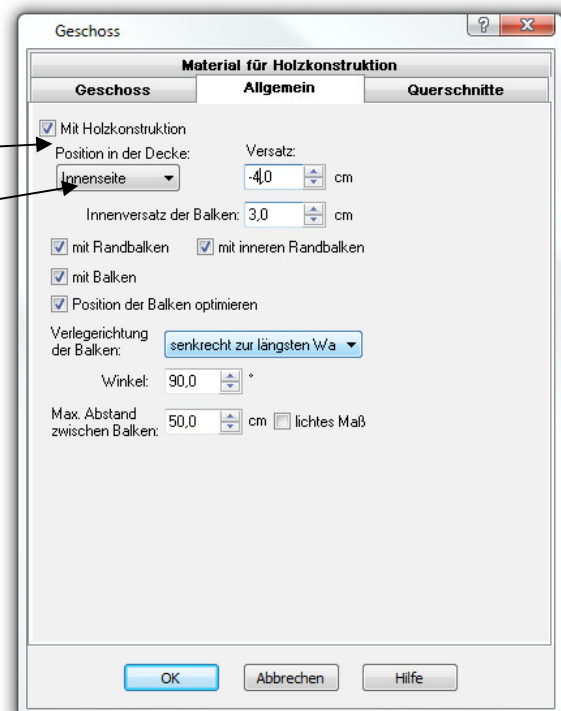 Geschoss
?
X
Material für Holzkonstruktion
Geschoss Allgemein Querschnitte
Mit Holzkonstruktion
Position in der Decke: Versatz:
Innenseite -4,0 cm
Innenversatz der Balken: 3,0 cm
mit Randbalken mit inneren Randbalken
mit Balken
Position der Balken optimieren
Verlegerichtung
der Balken: senkrecht zur längsten Wa
Winkel: 90,0 °
Max. Abstand
zwischen Balken: 50,0 cm lichtes Maß
OK Abbrechen Hilfe